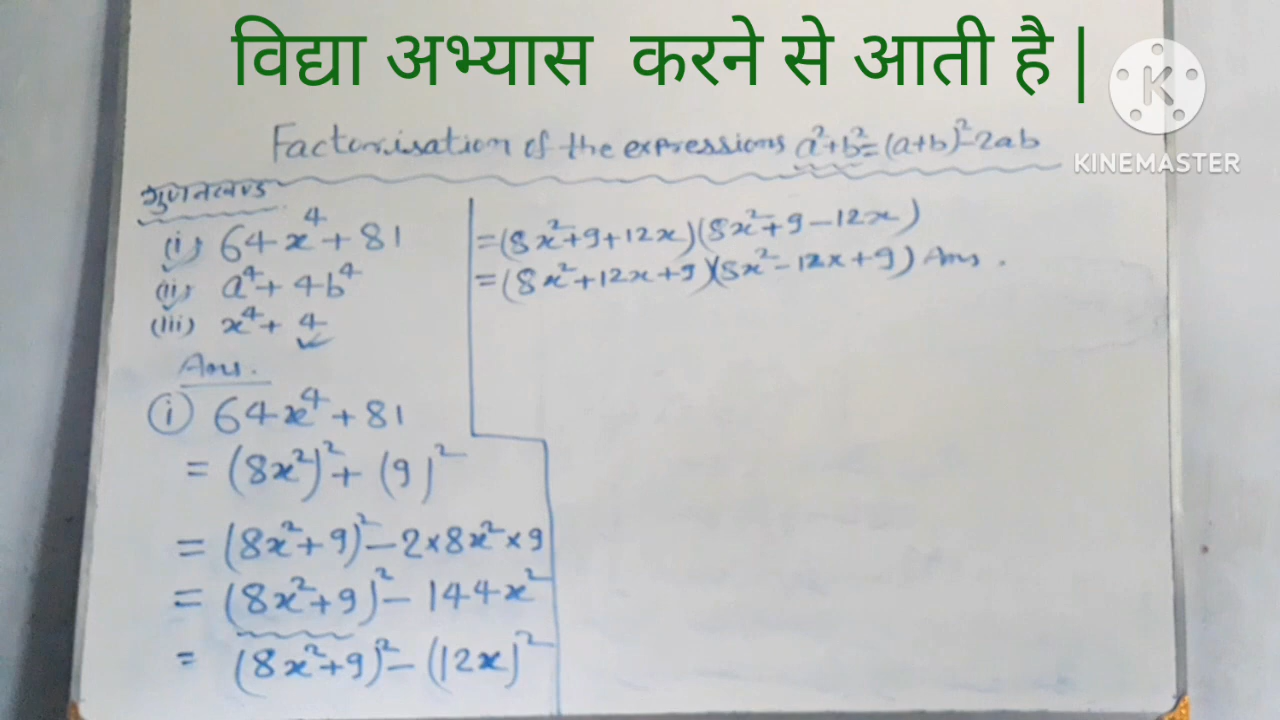 विद्या अभ्यास करने से आती है |
KINEMASTER
Factorisation of the expressions a²+b²=(a+b)²-2ab
गुणनखण्ड
(i) 64x⁴+81
(ii) a⁴+4b⁴
(iii) x⁴+4
Ans.
(i) 64x⁴+81
= (8x²)²+(9)²
= (8x²+9)²-2×8x²×9
= (8x²+9)²-144x²
= (8x²+9)²-(12x)²
=(8x²+9+12x)(8x²+9-12x)
=(8x²+12x+9)(8x²-12x+9) Ans.